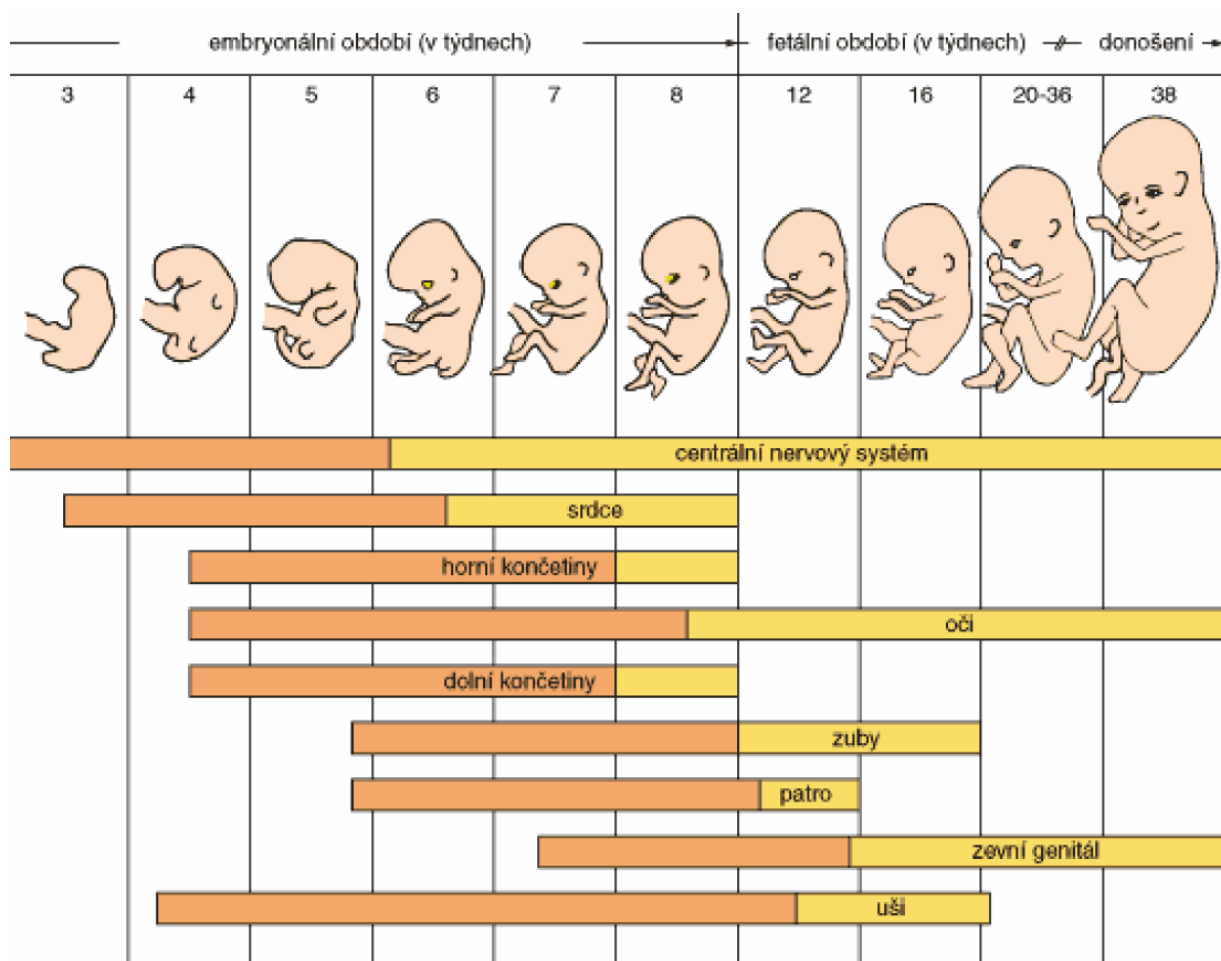 embryonální období (v týdnech) fetální období (v týdnech) donošení
3 4 5 6 7 8 12 16 20-36 38
centrální nervový systém
srdce
horní končetiny
oči
dolní končetiny
zuby
patro
zevní genitál
uši